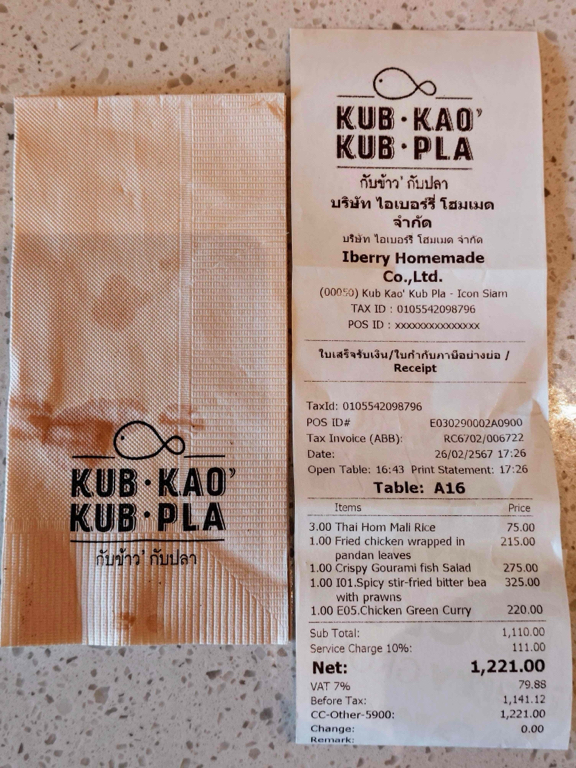 KUB · KAO'
KUB · PLA
กับข้าว' กับปลา
KUB · KAO'
KUB · PLA
กับข้าว' กับปลา
บริษัท ไอเบอร์รี่ โฮมเมด
จำกัด
บริษัท ไอเบอร์รี่ โฮมเมด จำกัด
Iberry Homemade
Co.,Ltd.
(00050) Kub Kao' Kub Pla - Icon Siam
TAX ID : 0105542098796
POS ID : xxxxxxxxxxxxxxx
ใบเสร็จรับเงิน/ใบกำกับภาษีอย่างย่อ /
Receipt
TaxId: 0105542098796
POS ID# E030290002A0900
Tax Invoice (ABB): RC6702/006722
Date: 26/02/2567 17:26
Open Table: 16:43 Print Statement: 17:26
Table: A16
Items Price
3.00 Thai Hom Mali Rice 75.00
1.00 Fried chicken wrapped in 215.00
pandan leaves
1.00 Crispy Gourami fish Salad 275.00
1.00 I01.Spicy stir-fried bitter bea 325.00
with prawns
1.00 E05.Chicken Green Curry 220.00
Sub Total: 1,110.00
Service Charge 10%: 111.00
Net: 1,221.00
VAT 7% 79.88
Before Tax: 1,141.12
CC-Other-5900: 1,221.00
Change: 0.00
Remark: